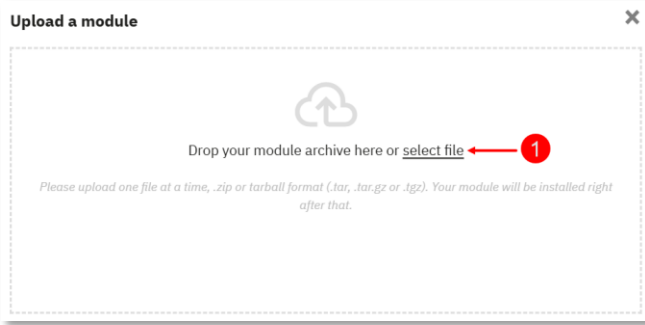 Upload a module
Drop your module archive here or select file
1
Please upload one file at a time, .zip or tarball format (.tar, .tar.gz or .tgz). Your module will be installed right
after that.